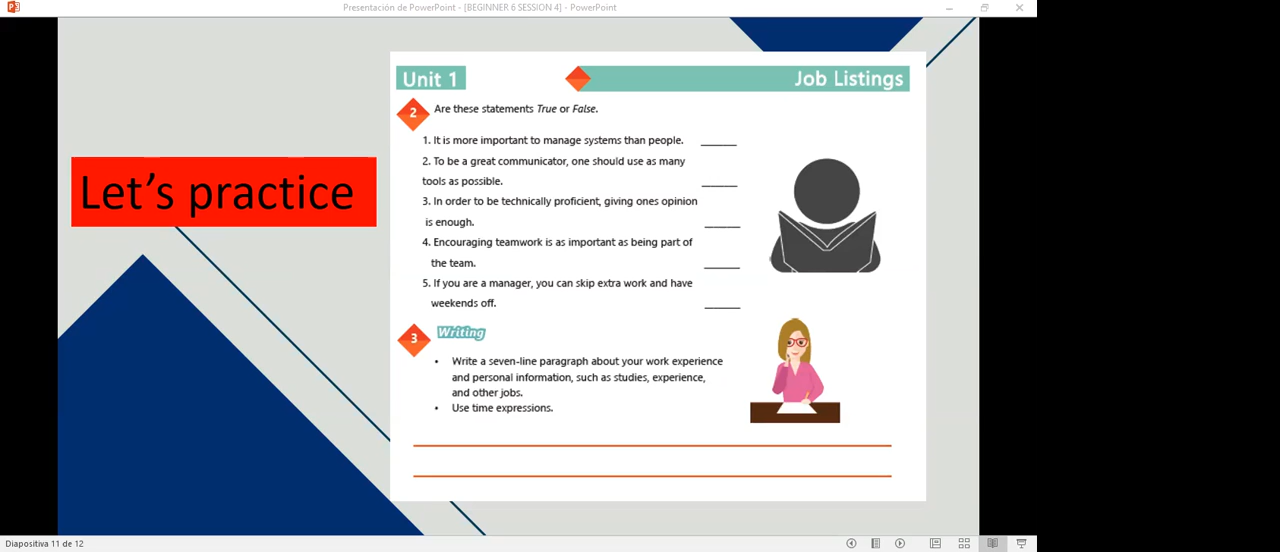 Presentación de PowerPoint - [BEGINNER 6 SESSION 4] - PowerPoint
Let's practice
Unit 1
Job Listings
2 Are these statements True or False.
1. It is more important to manage systems than people. ______
2. To be a great communicator, one should use as many
tools as possible. ______
3. In order to be technically proficient, giving ones opinion
is enough. ______
4. Encouraging teamwork is as important as being part of
the team. ______
5. If you are a manager, you can skip extra work and have
weekends off. ______
3 Writing
• Write a seven-line paragraph about your work experience
and personal information, such as studies, experience,
and other jobs.
• Use time expressions.
Diapositiva 11 de 12